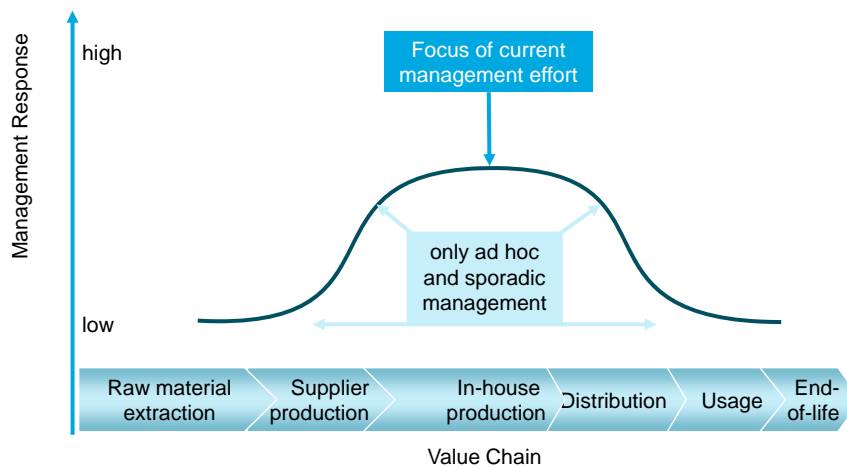 Management Response
high
Focus of current
management effort
only ad hoc
and sporadic
management
low
Raw material
extraction
Supplier
production
In-house
production
Distribution
Usage
End-
of-life
Value Chain